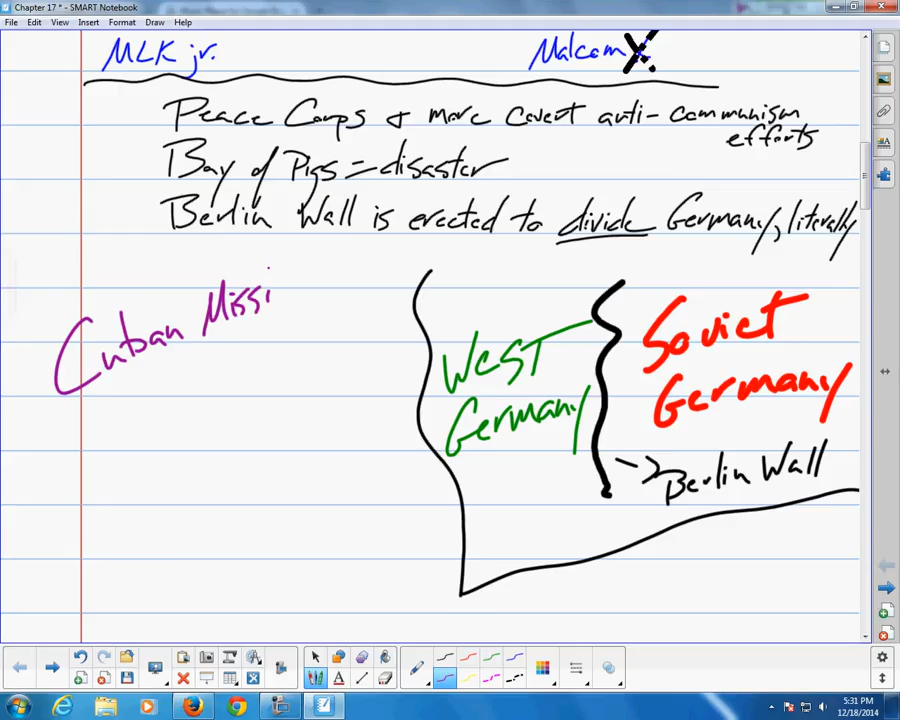 Chapter 17 * - SMART Notebook
File Edit View Insert Format Draw Help
MLK jr. Malcom X
Peace Corps & more covert anti-communism
efforts
Bay of Pigs = disaster
Berlin Wall is erected to divide Germany, literally
Cuban Missi
West
Germany
Soviet
Germany
Berlin Wall
5:31 PM
12/18/2014